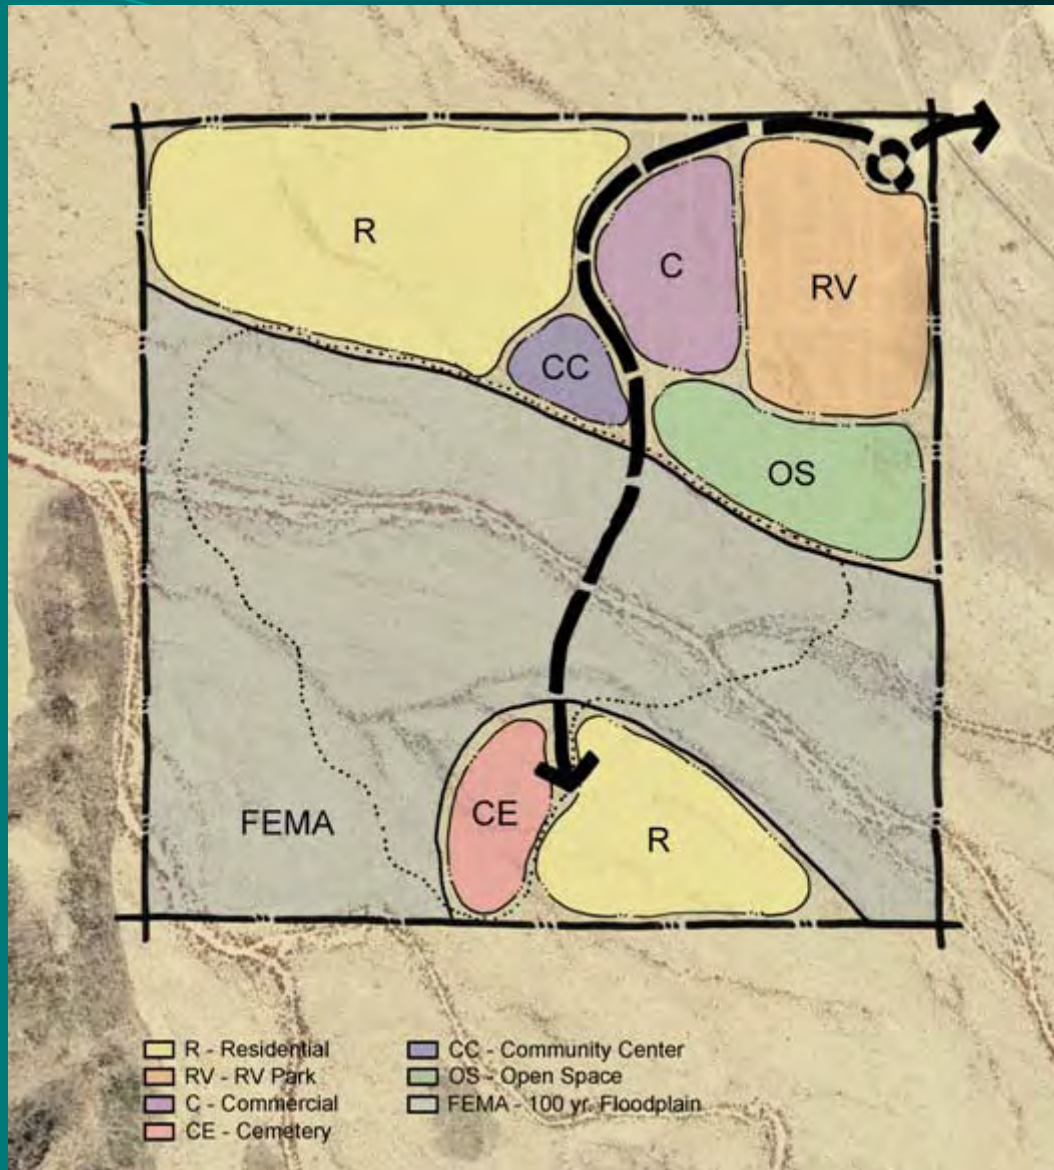 R
C
RV
CC
OS
CE
R
FEMA
R - Residential
RV - RV Park
C - Commercial
CE - Cemetery
CC - Community Center
OS - Open Space
FEMA - 100 yr. Floodplain